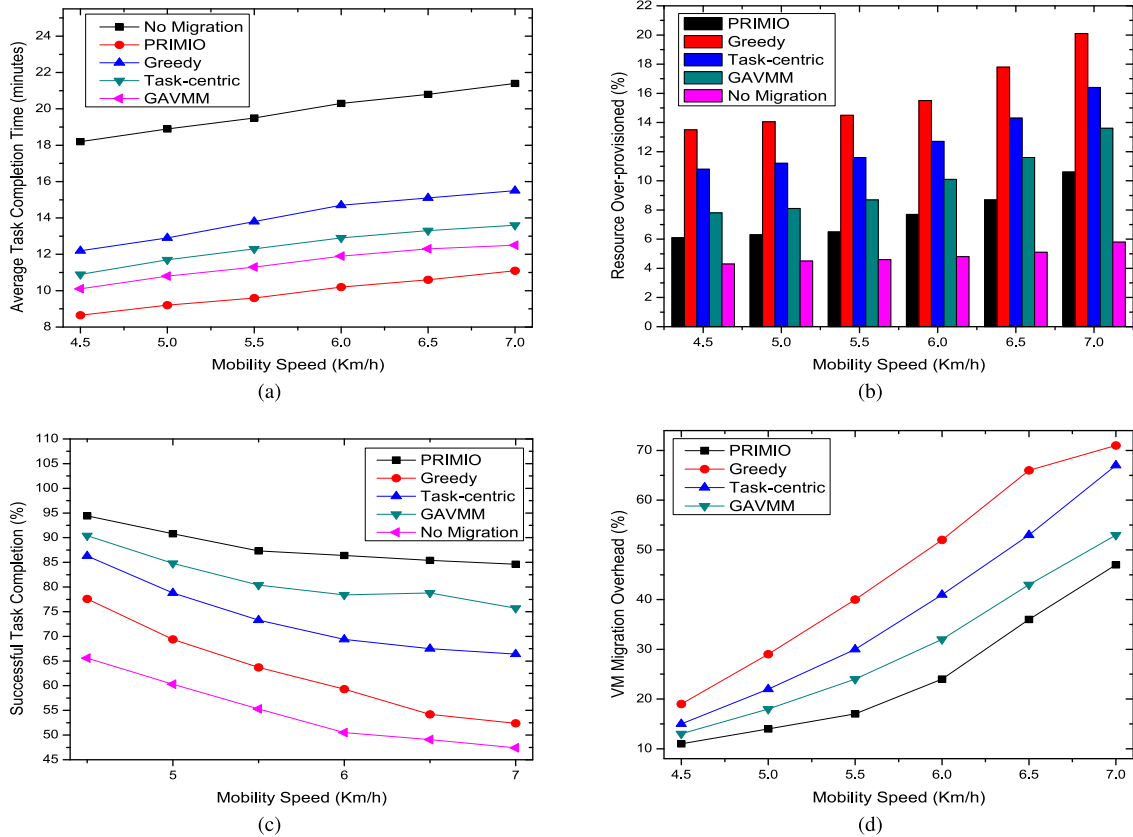 No Migration
PRIMIO
Greedy
Task-centric
GAVMM
24
22
20
18
16
14
12
10
8
Average Task Completion Time (minutes)
4.5 5.0 5.5 6.0 6.5 7.0
Mobility Speed (Km/h)
(a)
PRIMIO
Greedy
Task-centric
GAVMM
No Migration
22
20
18
16
14
12
10
8
6
4
2
0
Resource Over-provisioned (%)
4.5 5.0 5.5 6.0 6.5 7.0
Mobility Speed (Km/h)
(b)
PRIMIO
Greedy
Task-centric
GAVMM
No Migration
110
105
100
95
90
85
80
75
70
65
60
55
50
45
Successful Task Completion (%)
5 6 7
Mobility Speed (Km/h)
(c)
PRIMIO
Greedy
Task-centric
GAVMM
70
60
50
40
30
20
10
VM Migration Overhead (%)
4.5 5.0 5.5 6.0 6.5 7.0
Mobility Speed (Km/h)
(d)